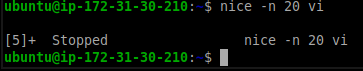 ubuntu@ip-172-31-30-210:~$ nice -n 20 vi
[5]+  Stopped                 nice -n 20 vi
ubuntu@ip-172-31-30-210:~$